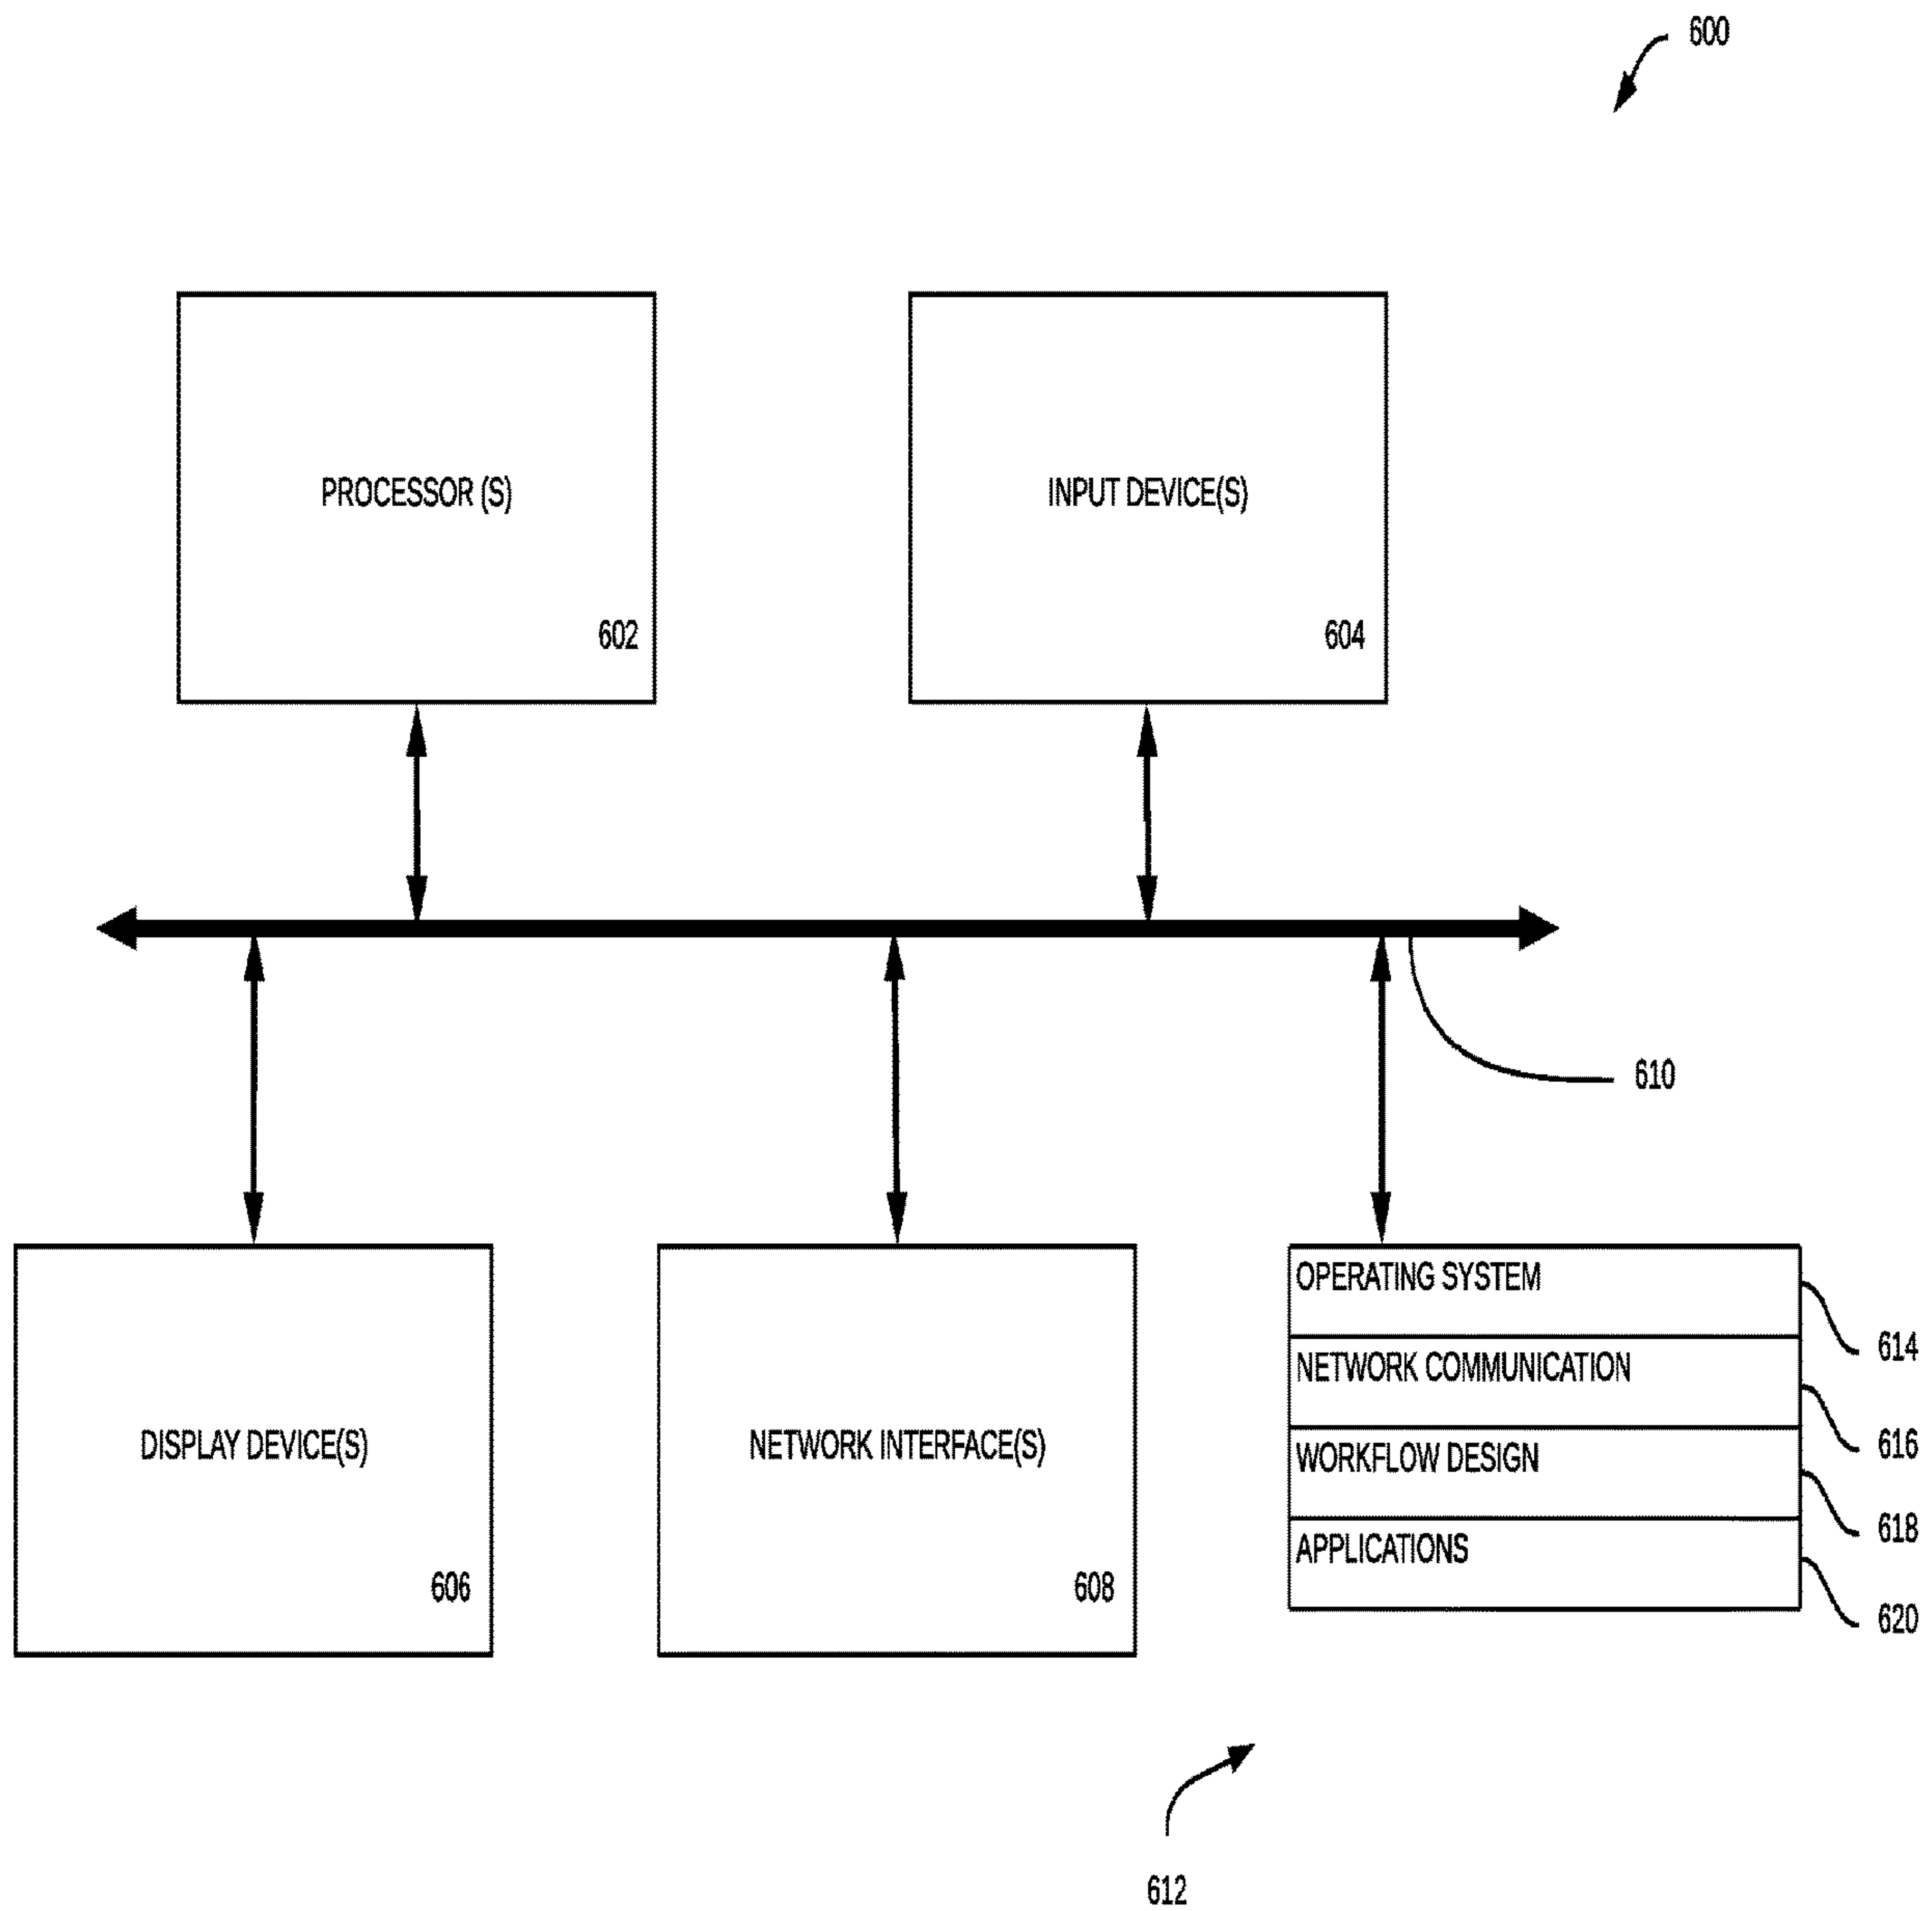 600
PROCESSOR (S)
602
INPUT DEVICE(S)
604
610
DISPLAY DEVICE(S)
606
NETWORK INTERFACE(S)
608
OPERATING SYSTEM
614
NETWORK COMMUNICATION
616
WORKFLOW DESIGN
618
APPLICATIONS
620
612